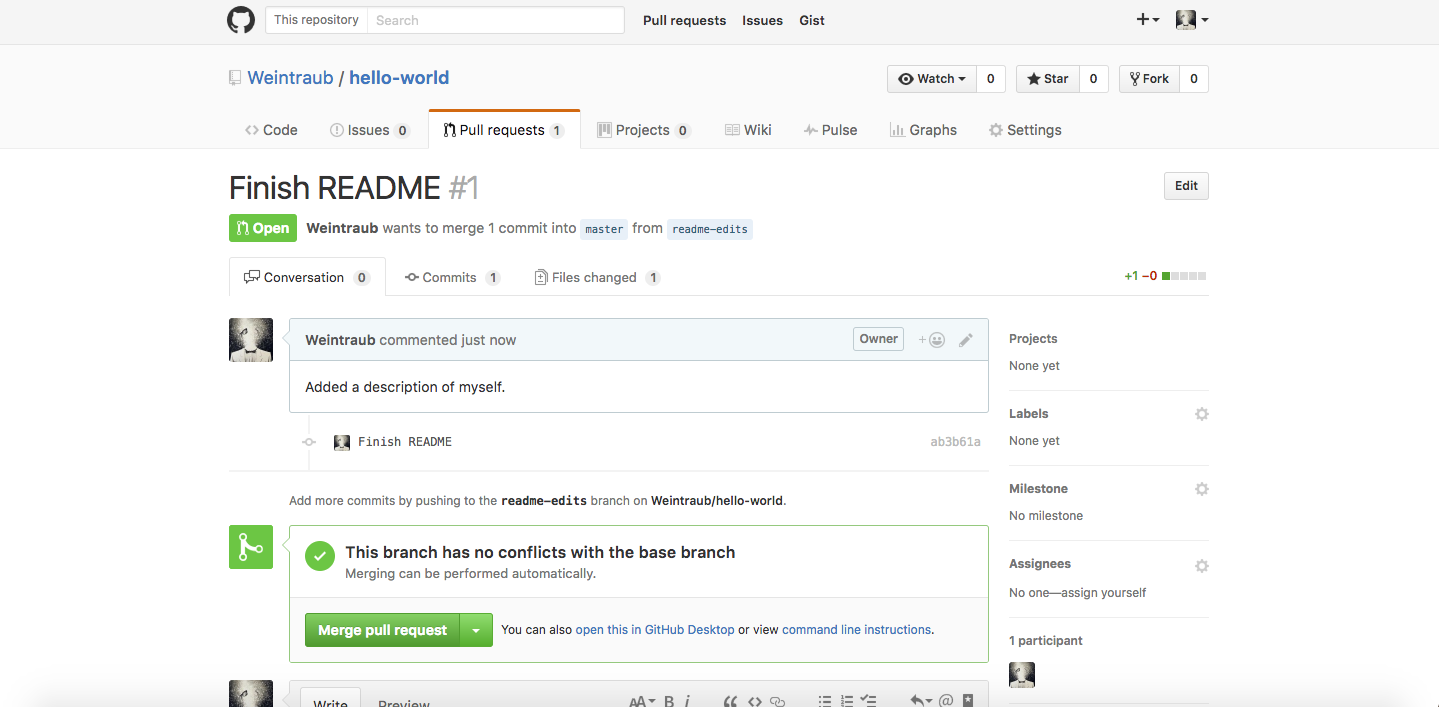 This repository Search Pull requests Issues Gist
Weintraub / hello-world
Watch 0 Star 0 Fork 0
Code Issues 0 Pull requests 1 Projects 0 Wiki Pulse Graphs Settings
Finish README #1
Edit
Open Weintraub wants to merge 1 commit into master from readme-edits
Conversation 0 Commits 1 Files changed 1
+1 −0
Weintraub commented just now
Owner
Added a description of myself.
Finish README ab3b61a
Add more commits by pushing to the readme-edits branch on Weintraub/hello-world.
This branch has no conflicts with the base branch
Merging can be performed automatically.
Merge pull request You can also open this in GitHub Desktop or view command line instructions.
Write Preview
AA B i
Projects
None yet
Labels
None yet
Milestone
No milestone
Assignees
No one—assign yourself
1 participant